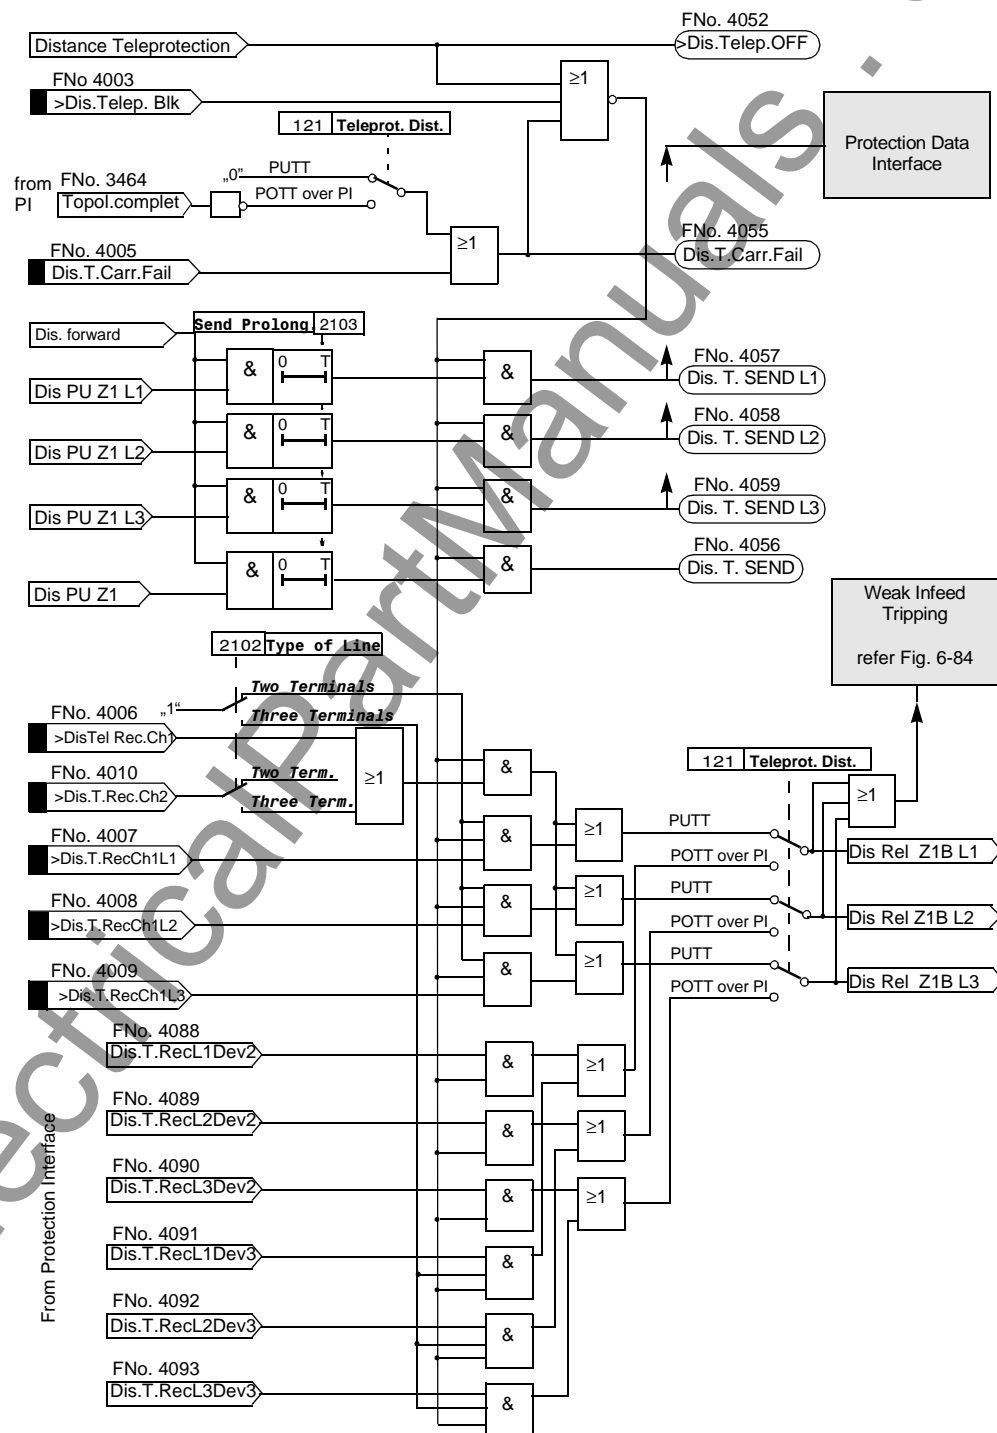 FNo. 4052
Distance Teleprotection
>Dis.Telep.OFF
FNo 4003
≥1
>Dis.Telep. Blk
121 Teleprot. Dist.
Protection Data
Interface
„0" PUTT
from FNo. 3464
PI Topol.complet
POTT over PI
FNo. 4055
FNo. 4005
≥1
Dis.T.Carr.Fail
Dis.T.Carr.Fail
Send Prolong. 2103
Dis. forward
FNo. 4057
& 0 T
&
Dis. T. SEND L1
Dis PU Z1 L1
FNo. 4058
& 0 T
&
Dis. T. SEND L2
Dis PU Z1 L2
FNo. 4059
& 0 T
&
Dis. T. SEND L3
Dis PU Z1 L3
FNo. 4056
& 0 T
&
Dis. T. SEND
Dis PU Z1
Weak Infeed
Tripping
refer Fig. 6-84
2102 Type of Line
Two Terminals
FNo. 4006 „1"
Three Terminals
>DisTel Rec.Ch1
FNo. 4010
Two Term.
≥1
&
121 Teleprot. Dist.
>Dis.T.Rec.Ch2
Three Term.
≥1
FNo. 4007
&
≥1
PUTT
>Dis.T.RecCh1L1
POTT over PI
Dis Rel Z1B L1
FNo. 4008
&
≥1
PUTT
>Dis.T.RecCh1L2
POTT over PI
Dis Rel Z1B L2
FNo. 4009
&
≥1
PUTT
>Dis.T.RecCh1L3
POTT over PI
Dis Rel Z1B L3
FNo. 4088
Dis.T.RecL1Dev2
&
≥1
FNo. 4089
Dis.T.RecL2Dev2
&
≥1
FNo. 4090
Dis.T.RecL3Dev2
&
≥1
FNo. 4091
Dis.T.RecL1Dev3
&
FNo. 4092
Dis.T.RecL2Dev3
&
FNo. 4093
Dis.T.RecL3Dev3
&
From Protection Interface
ectricalPartManuals .